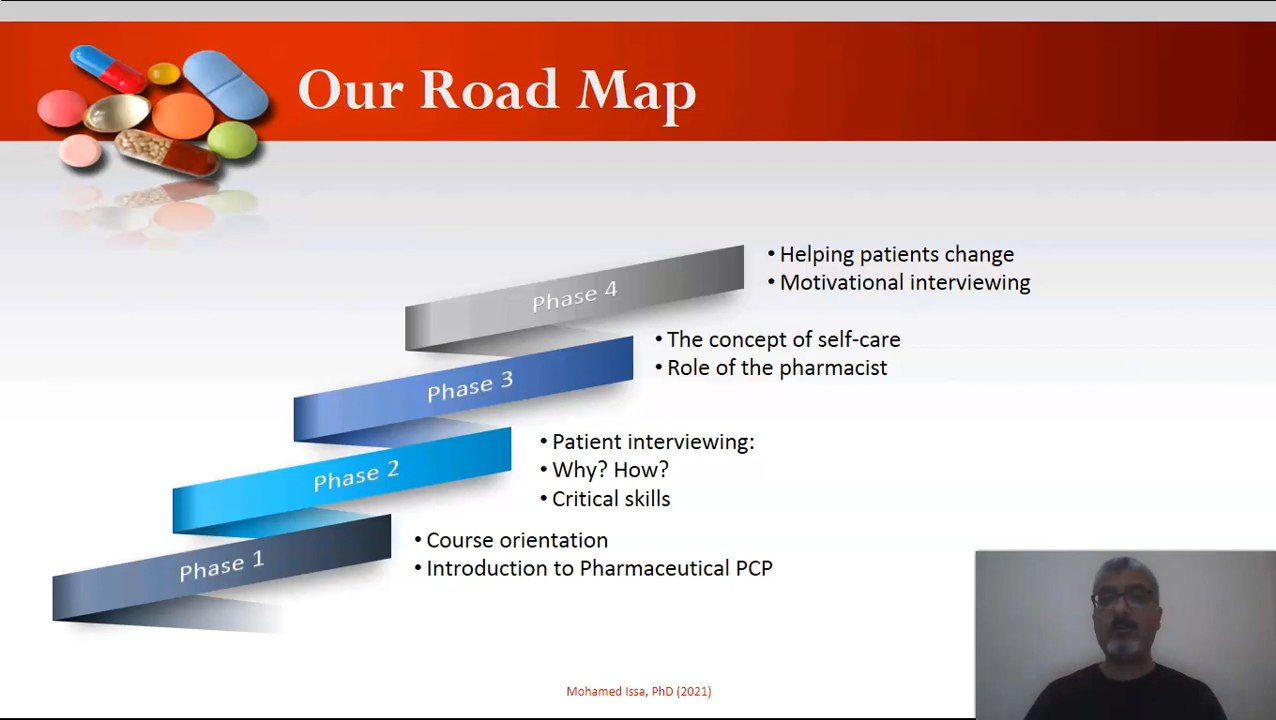 Our Road Map
Phase 4
• Helping patients change
• Motivational interviewing
Phase 3
• The concept of self-care
• Role of the pharmacist
Phase 2
• Patient interviewing:
• Why? How?
• Critical skills
Phase 1
• Course orientation
• Introduction to Pharmaceutical PCP
Mohamed Issa, PhD (2021)